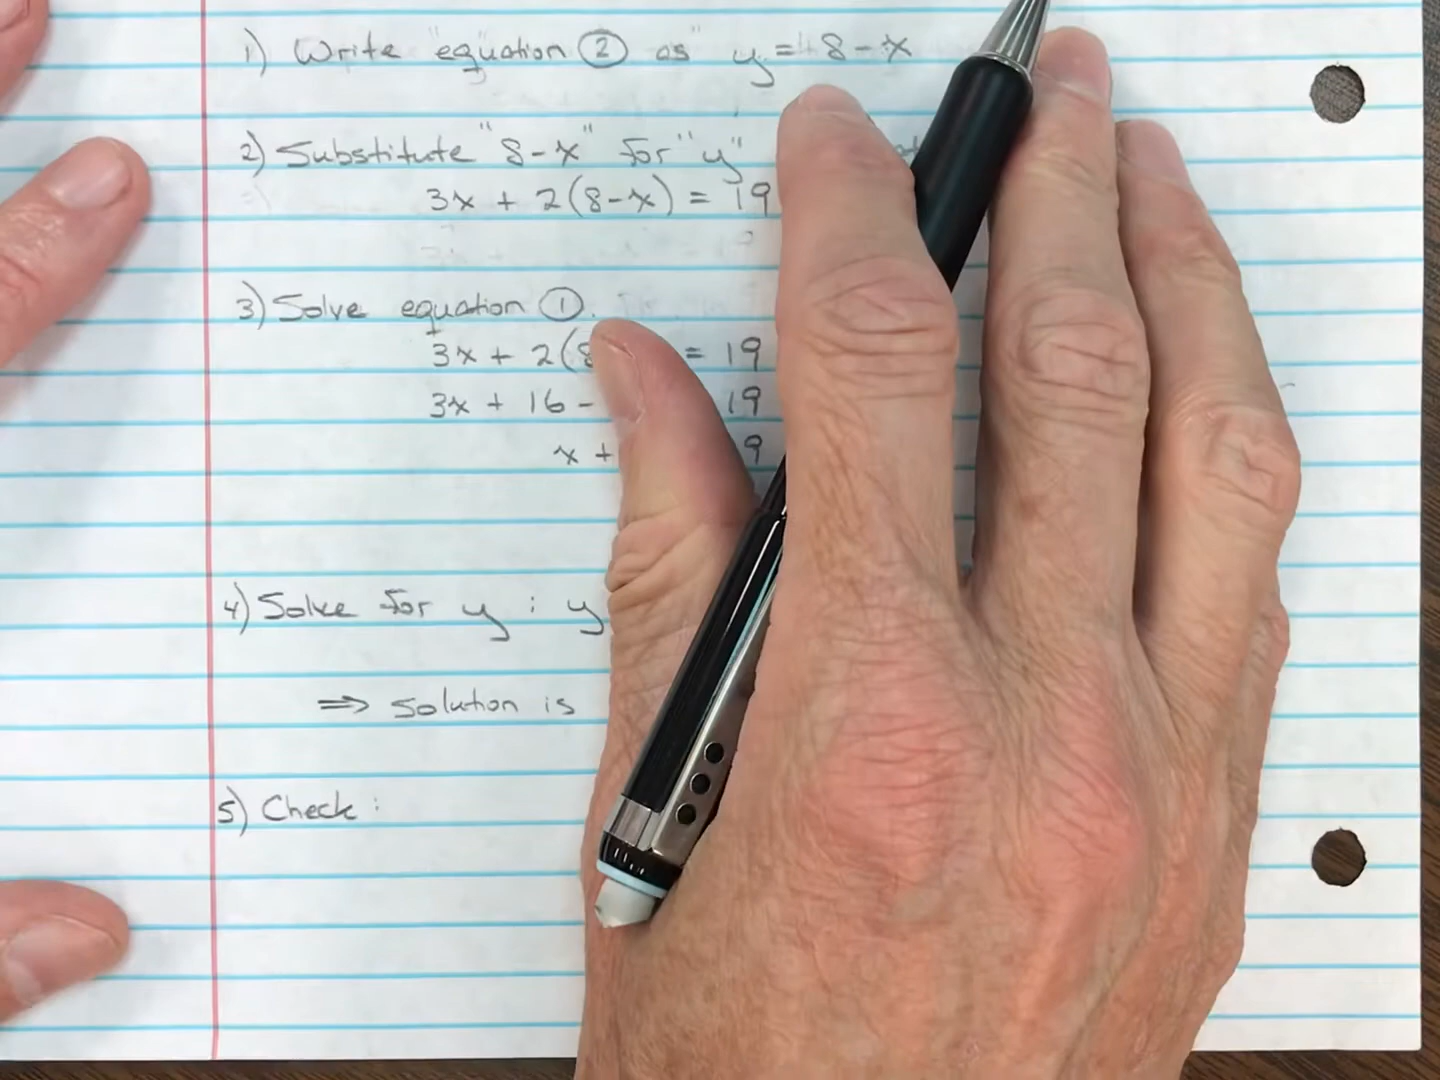 1) Write "equation ② as" y = 8 - x
2) Substitute "8-x" for "y"
3x + 2(8-x) = 19
3) Solve equation ①.
3x + 2(8 = 19
3x + 16 - 19
x + 9
4) Solve for y : y
⇒ solution is
5) Check: